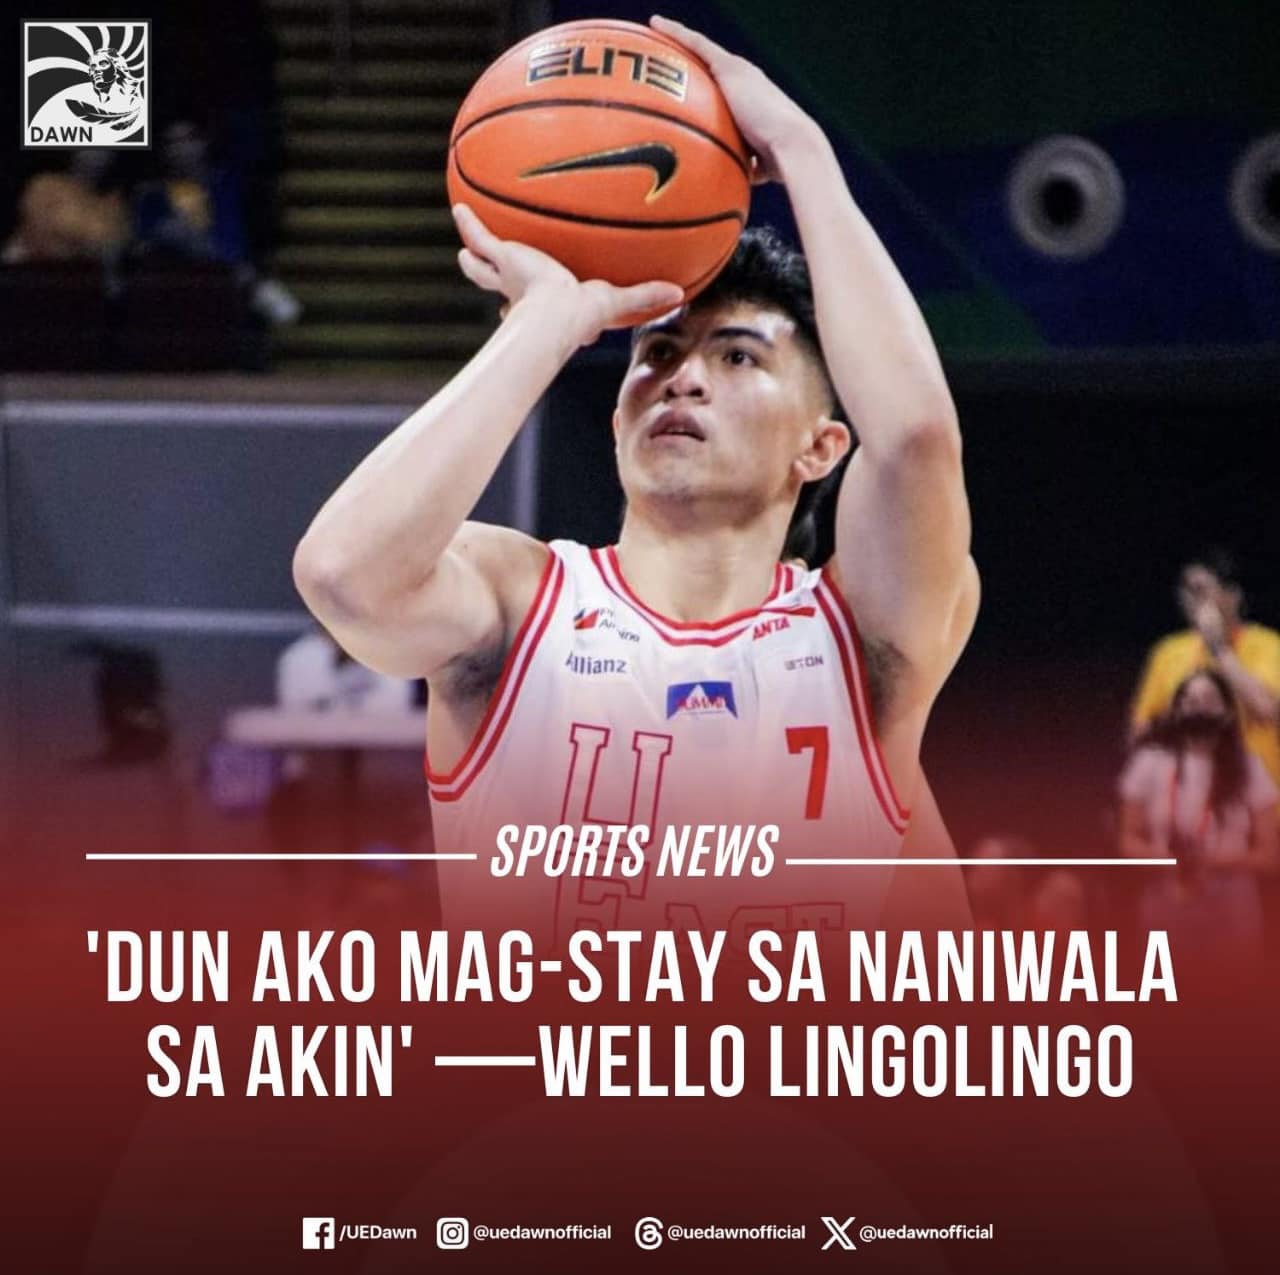 DAWN
ELITE
Allianz
7
SPORTS NEWS
'DUN AKO MAG-STAY SA NANIWALA
SA AKIN' —WELLO LINGOLINGO
/UEDawn @uedawnofficial @uedawnofficial @uedawnofficial